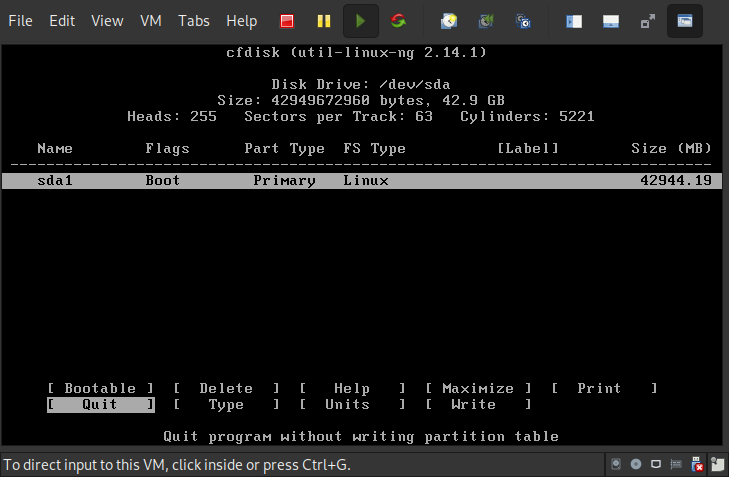 File Edit View VM Tabs Help
cfdisk (util-linux-ng 2.14.1)
Disk Drive: /dev/sda
Size: 42949672960 bytes, 42.9 GB
Heads: 255 Sectors per Track: 63 Cylinders: 5221
Name Flags Part Type FS Type [Label] Size (MB)
sda1 Boot Primary Linux 42944.19
[ Bootable ] [ Delete ] [ Help ] [ Maximize ] [ Print ]
[ Quit ] [ Type ] [ Units ] [ Write ]
Quit program without writing partition table
To direct input to this VM, click inside or press Ctrl+G.